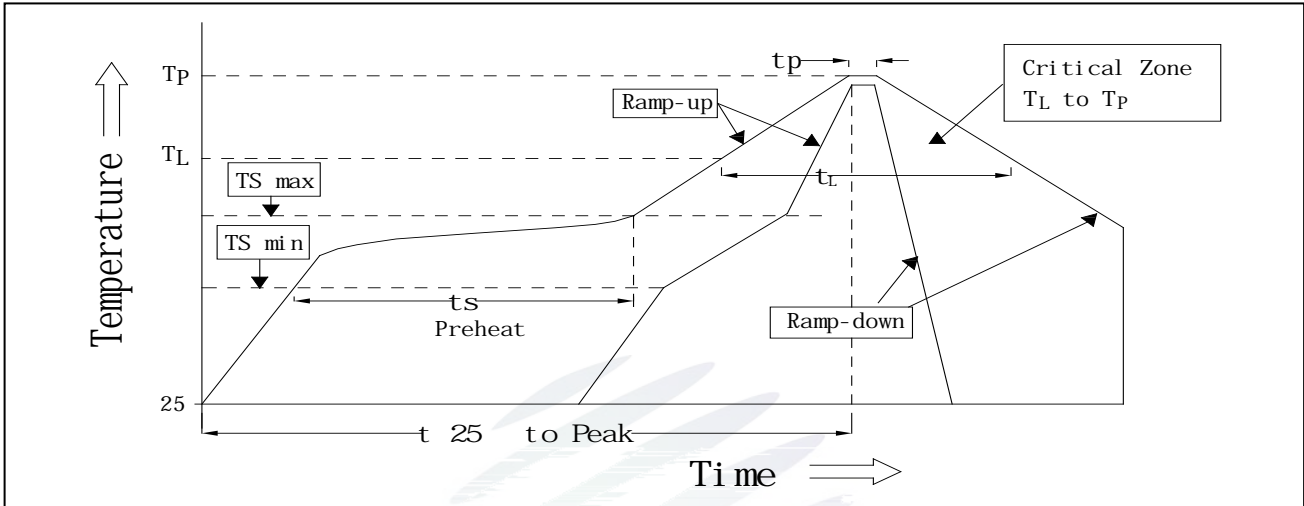 TP
tp
Critical Zone
TL to TP
Ramp-up
TL
TS max
tL
TS min
ts
Preheat
Ramp-down
25
t 25 to Peak
Time
Temperature